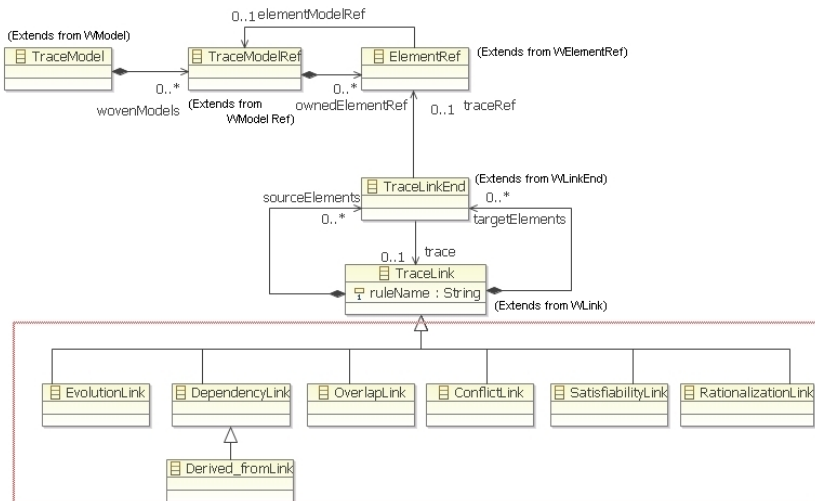 0..1 elementModelRef
(Extends from WModel)
TraceModel
TraceModelRef
ElementRef
(Extends from WElementRef)
0..*
wovenModels
(Extends from
WModel Ref)
0..*
ownedElementRef
0..1 traceRef
TraceLinkEnd
(Extends from WLinkEnd)
sourceElements
0..*
0..*
targetElements
trace
0..1
TraceLink
ruleName : String
(Extends from WLink)
EvolutionLink
DependencyLink
OverlapLink
ConflictLink
SatisfiabilityLink
RationalizationLink
Derived_fromLink